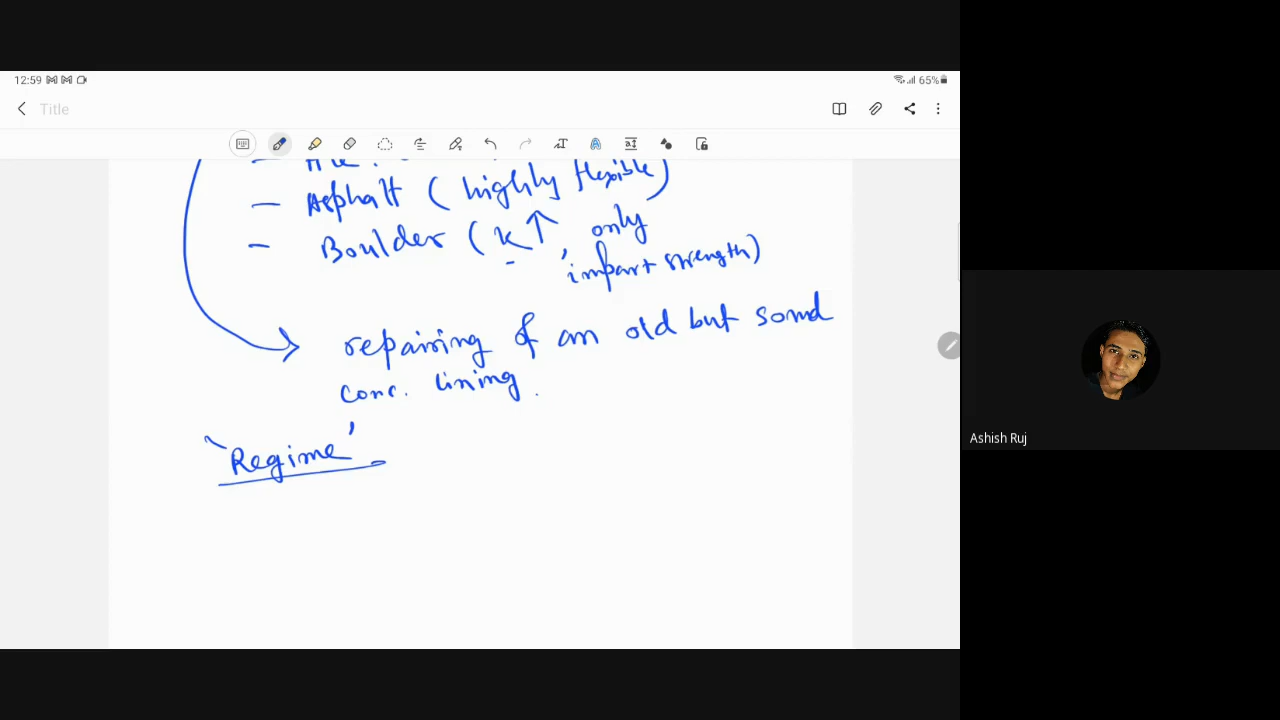 12:59
65%
Title
— Asphalt ( highly flexible)
— Boulder ( K↑, only
impart strength)
→ repairing of an old but sound
conc. lining.
'Regime'
Ashish Ruj